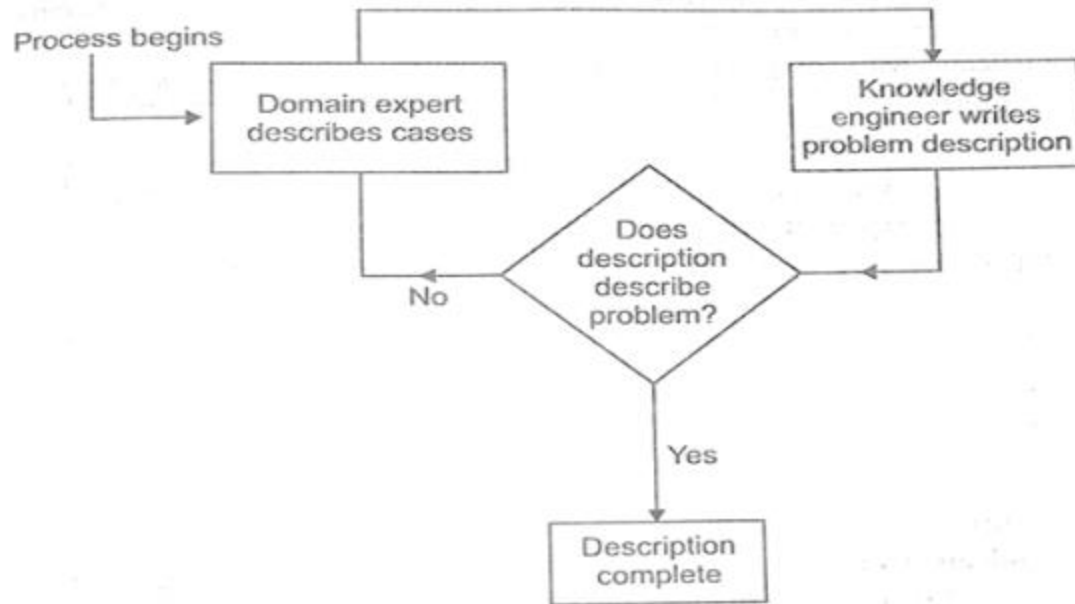 Process begins
Domain expert
describes cases
Knowledge
engineer writes
problem description
Does
description
describe
problem?
No
Yes
Description
complete